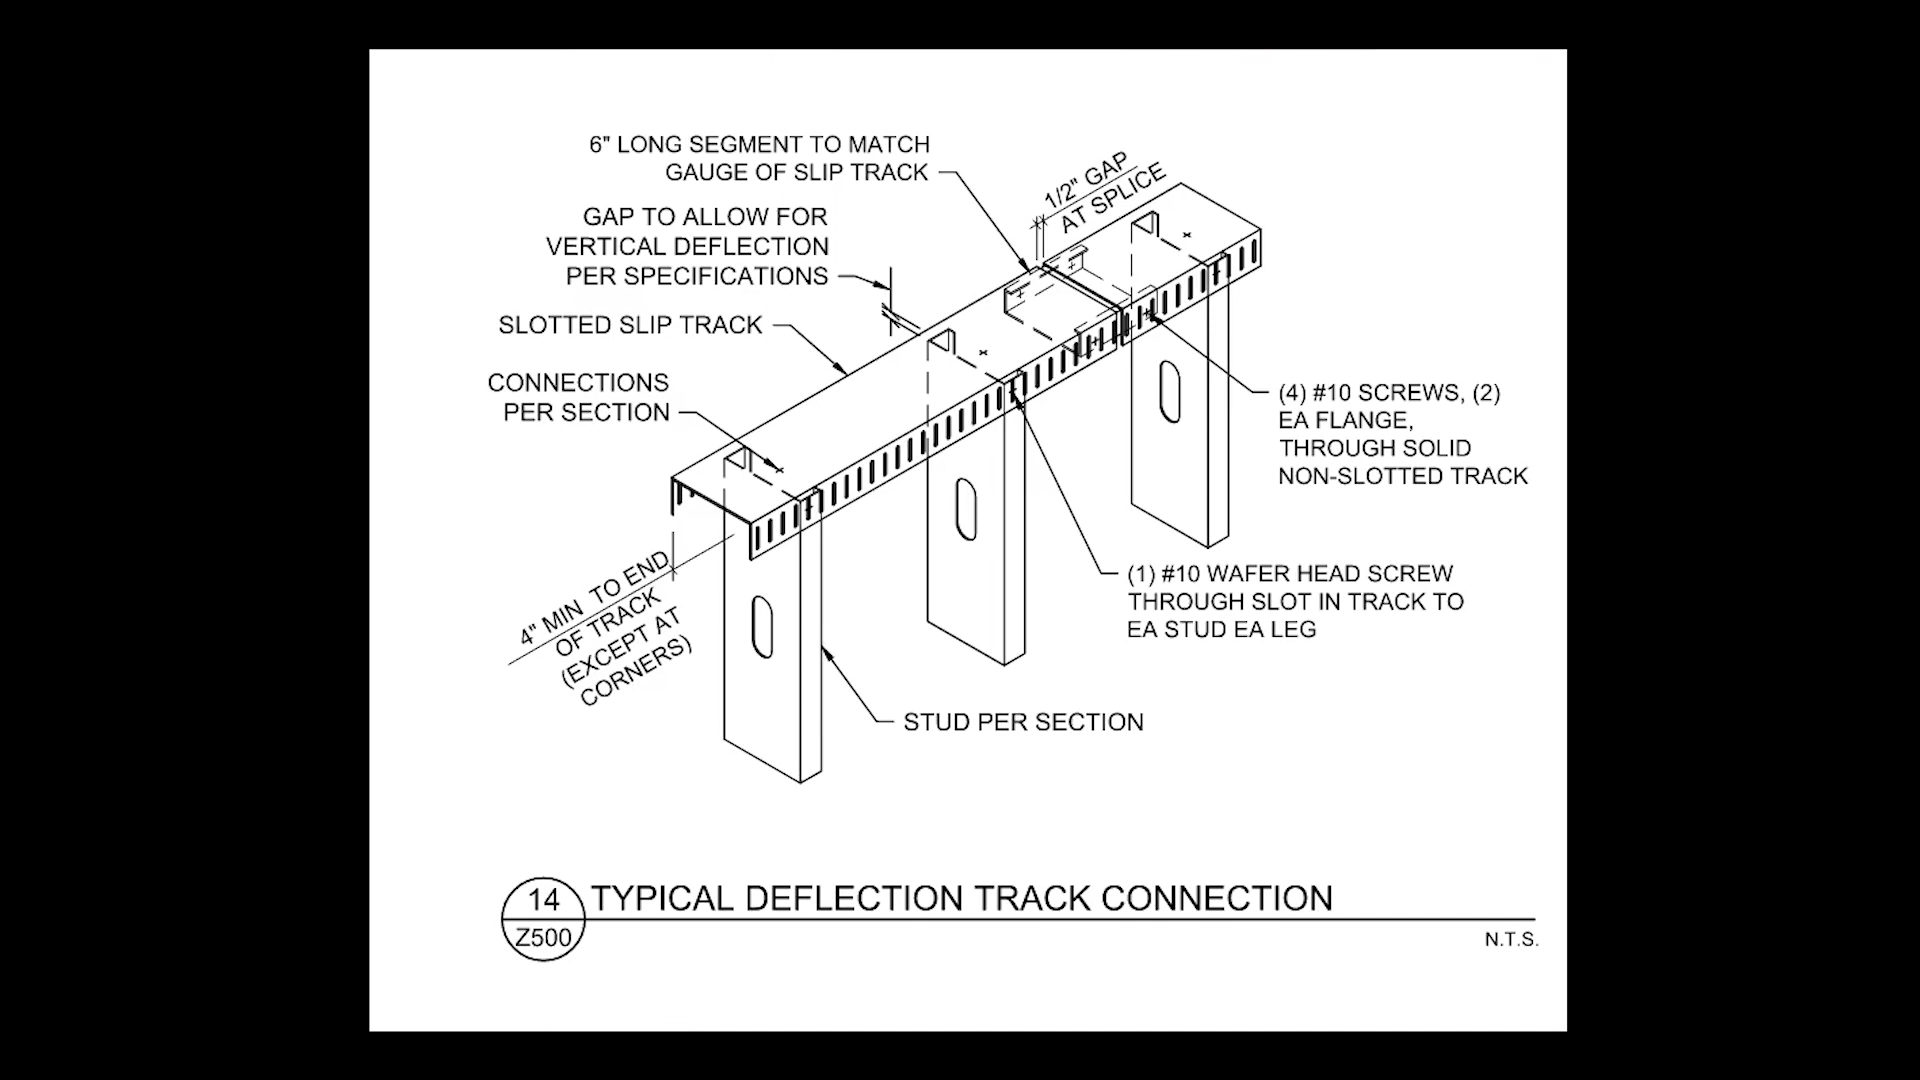 6" LONG SEGMENT TO MATCH
GAUGE OF SLIP TRACK
1/2" GAP
AT SPLICE
GAP TO ALLOW FOR
VERTICAL DEFLECTION
PER SPECIFICATIONS
SLOTTED SLIP TRACK
CONNECTIONS
PER SECTION
(4) #10 SCREWS, (2)
EA FLANGE,
THROUGH SOLID
NON-SLOTTED TRACK
4" MIN TO END
OF TRACK
(EXCEPT AT
CORNERS)
(1) #10 WAFER HEAD SCREW
THROUGH SLOT IN TRACK TO
EA STUD EA LEG
STUD PER SECTION
14
Z500
TYPICAL DEFLECTION TRACK CONNECTION
N.T.S.